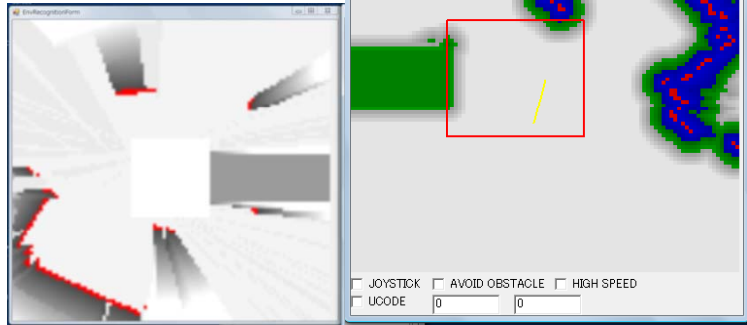 EnvRecognitionForm
JOYSTICK AVOID OBSTACLE HIGH SPEED
UCODE 0 0